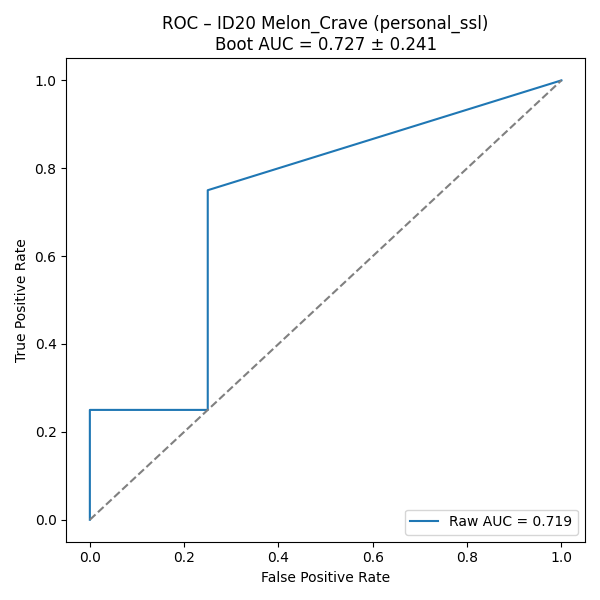 ROC – ID20 Melon_Crave (personal_ssl)
Boot AUC = 0.727 ± 0.241
True Positive Rate
1.0
0.8
0.6
0.4
0.2
0.0
Raw AUC = 0.719
0.0 0.2 0.4 0.6 0.8 1.0
False Positive Rate